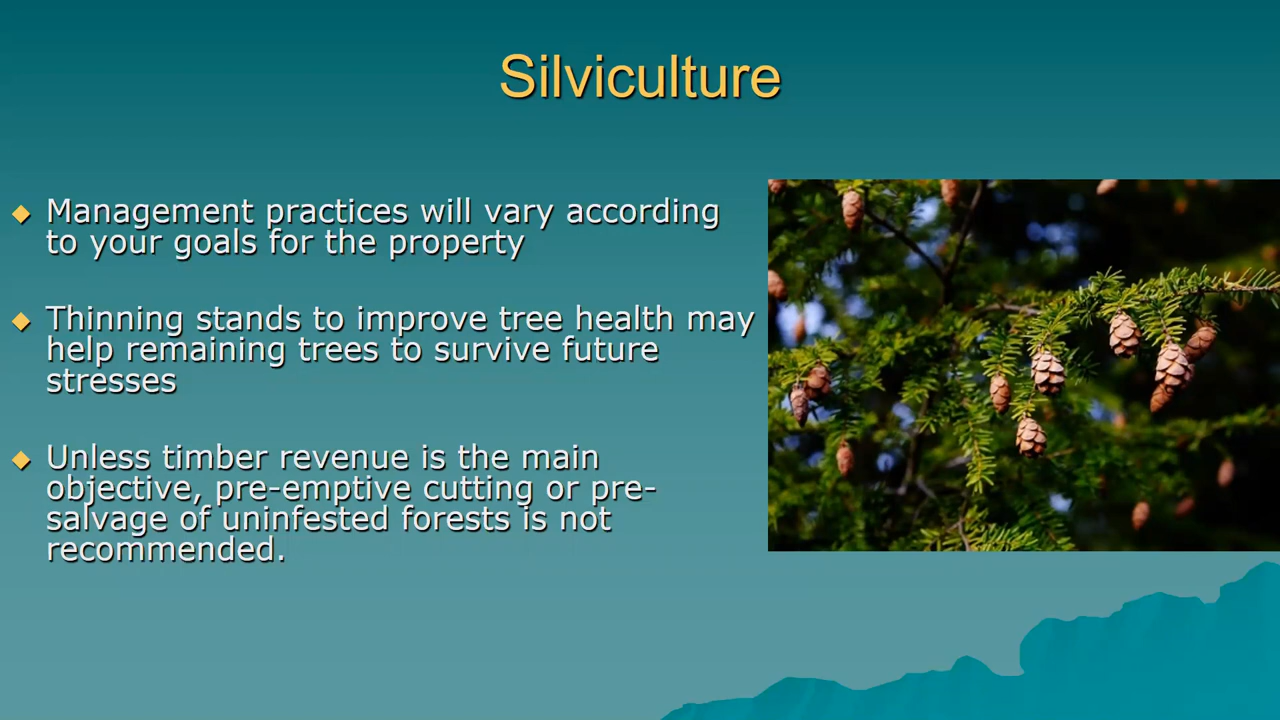 Silviculture
Management practices will vary according
to your goals for the property
Thinning stands to improve tree health may
help remaining trees to survive future
stresses
Unless timber revenue is the main
objective, pre-emptive cutting or pre-
salvage of uninfested forests is not
recommended.